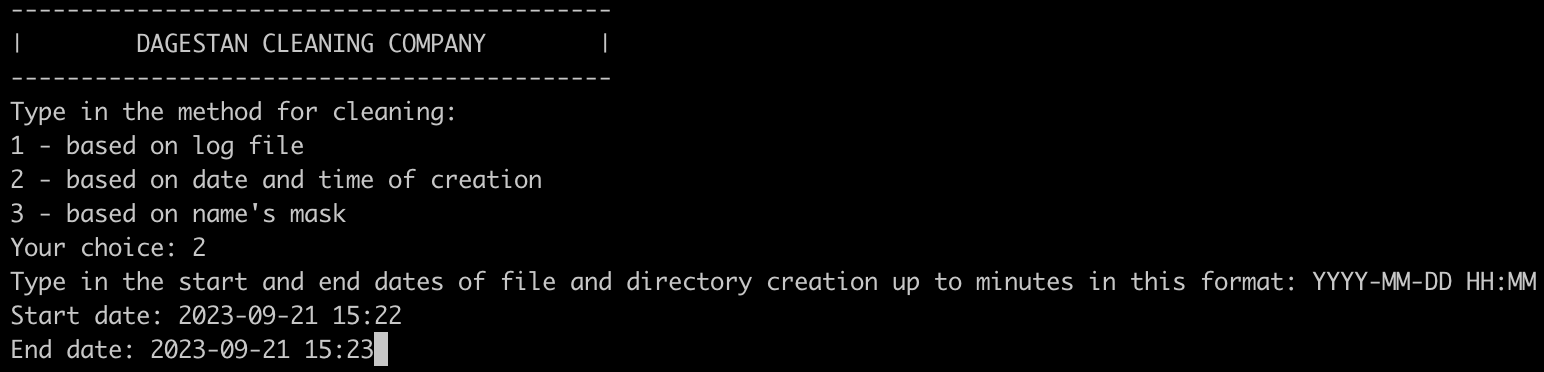 -------------------------------------------
|        DAGESTAN CLEANING COMPANY        |
-------------------------------------------
Type in the method for cleaning:
1 - based on log file
2 - based on date and time of creation
3 - based on name's mask
Your choice: 2
Type in the start and end dates of file and directory creation up to minutes in this format: YYYY-MM-DD HH:MM
Start date: 2023-09-21 15:22
End date: 2023-09-21 15:23